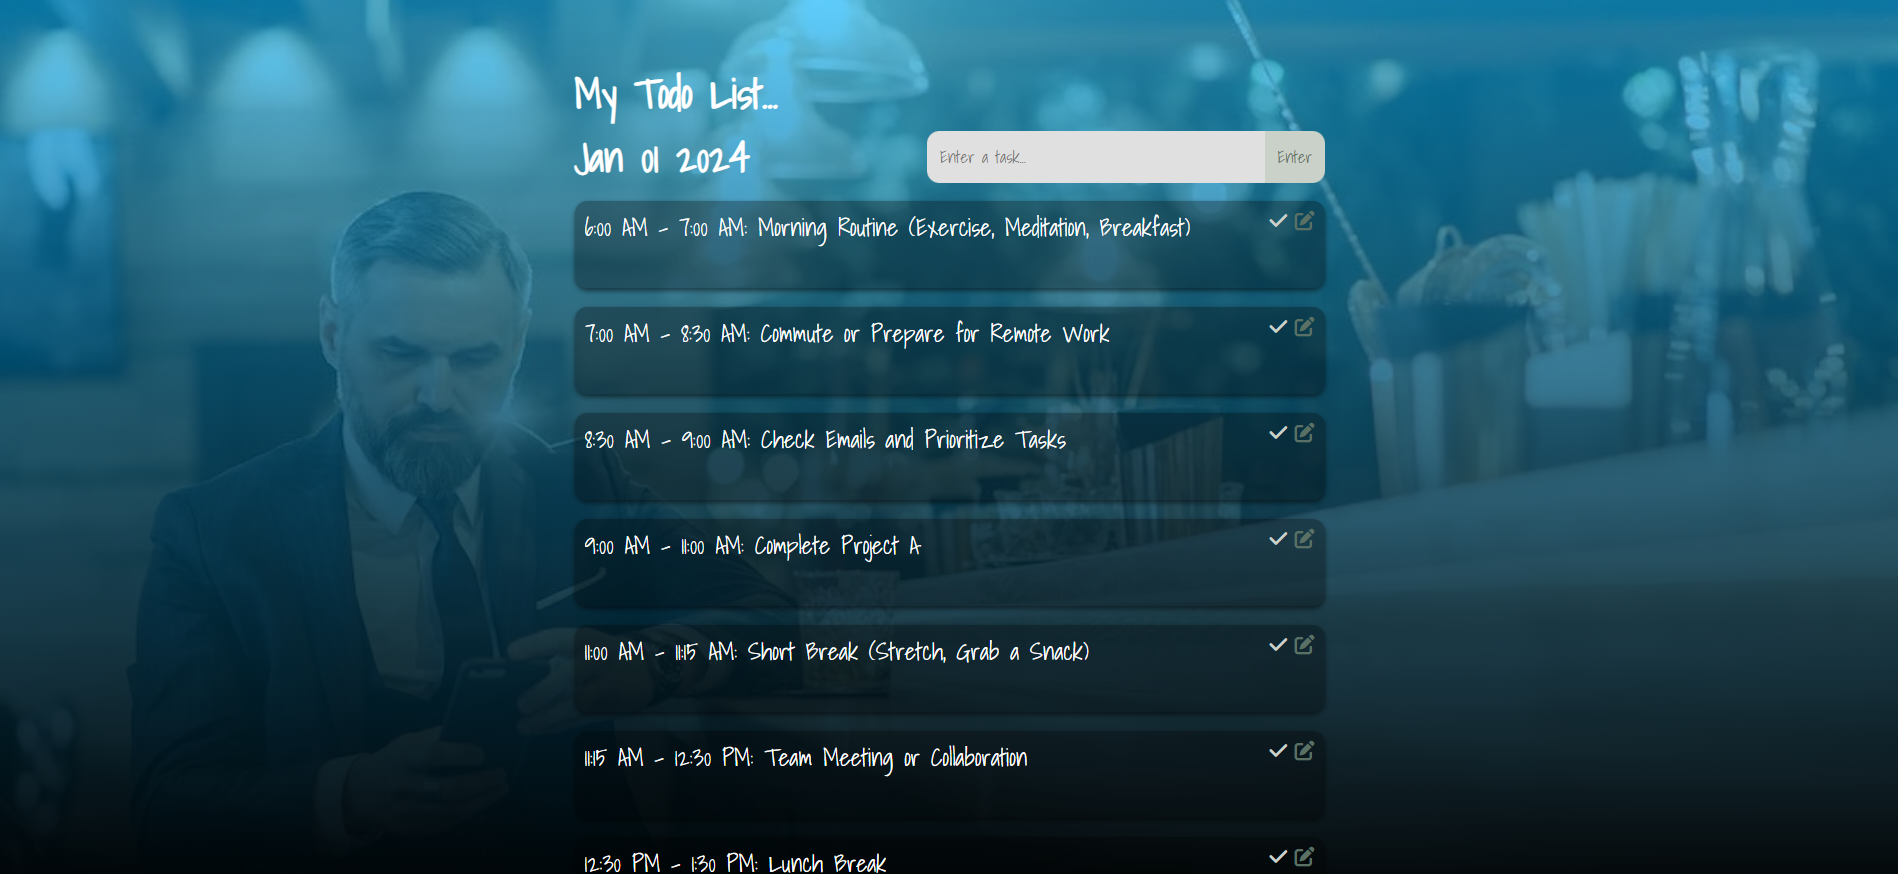 My Todo List...
Jan 01 2024
Enter a task...
Enter
6:00 AM - 7:00 AM: Morning Routine (Exercise, Meditation, Breakfast)
7:00 AM - 8:30 AM: Commute or Prepare for Remote Work
8:30 AM - 9:00 AM: Check Emails and Prioritize Tasks
9:00 AM - 11:00 AM: Complete Project A
11:00 AM - 11:15 AM: Short Break (Stretch, Grab a Snack)
11:15 AM - 12:30 PM: Team Meeting or Collaboration
12:30 PM - 1:30 PM: Lunch Break